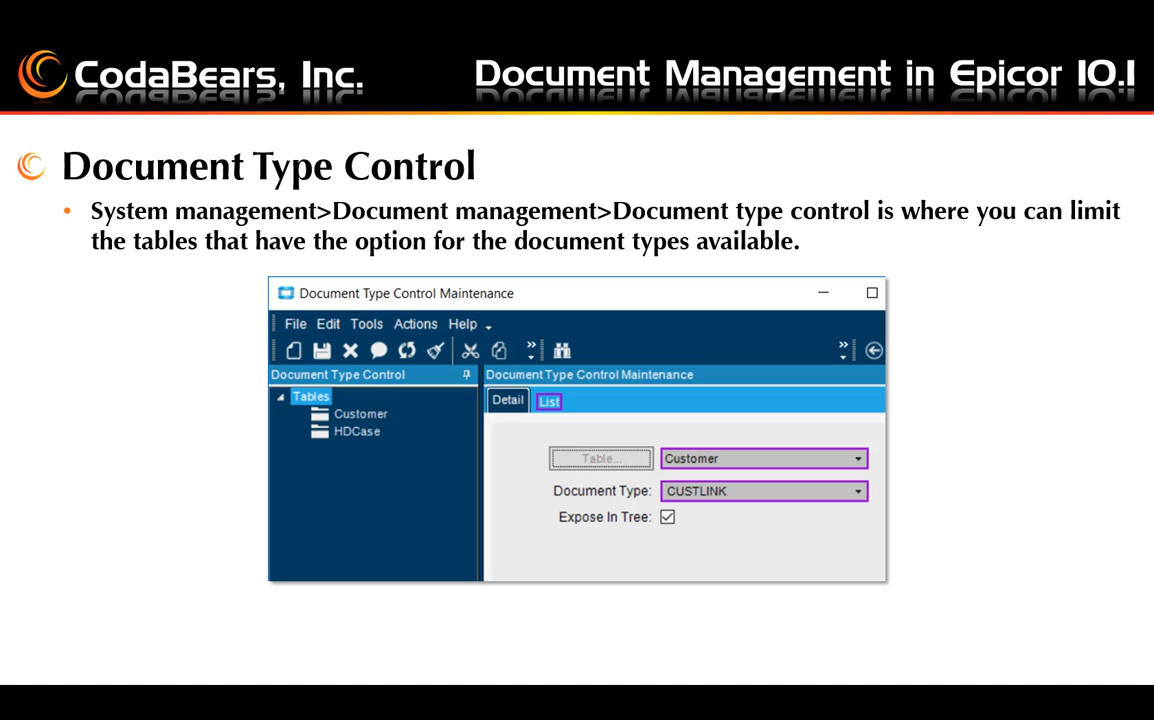 CodaBears, Inc.
Document Management in Epicor 10.1
Document Type Control
• System management>Document management>Document type control is where you can limit
the tables that have the option for the document types available.
Document Type Control Maintenance
File Edit Tools Actions Help
Document Type Control
Document Type Control Maintenance
Tables
Customer
HDCase
Detail List
Table... Customer
Document Type: CUSTLINK
Expose In Tree: